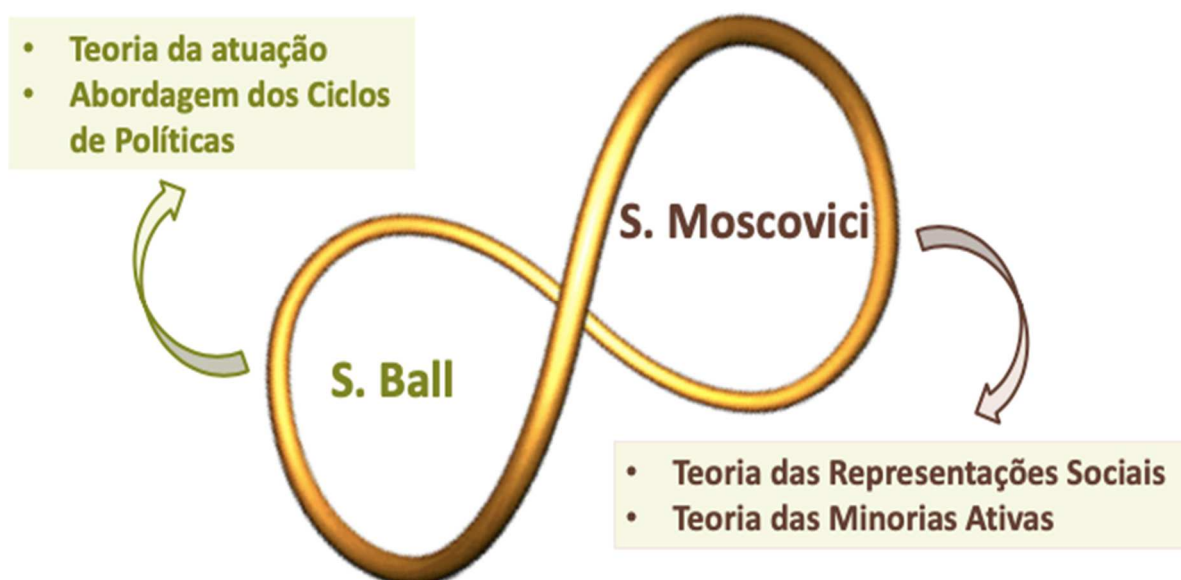 • Teoria da atuação
• Abordagem dos Ciclos
de Políticas
S. Moscovici
S. Ball
• Teoria das Representações Sociais
• Teoria das Minorias Ativas